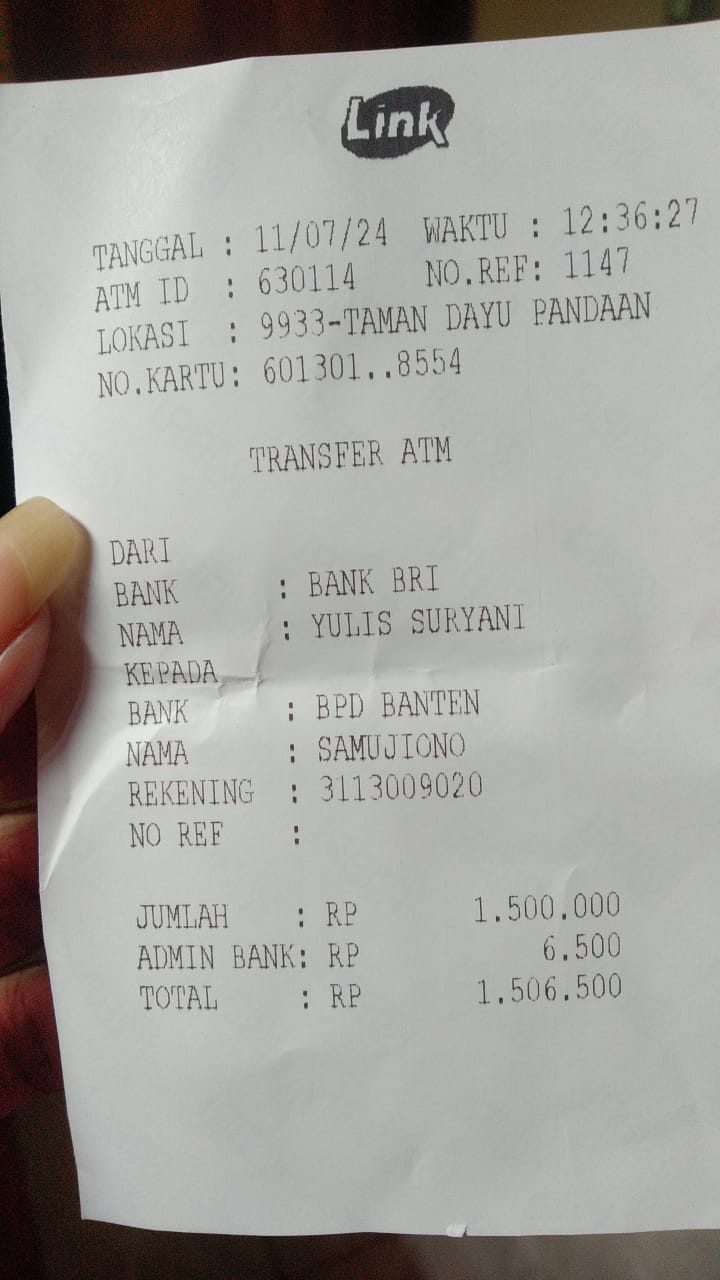 Link
TANGGAL : 11/07/24 WAKTU : 12:36:27
ATM ID : 630114 NO.REF: 1147
LOKASI : 9933-TAMAN DAYU PANDAAN
NO.KARTU: 601301..8554
TRANSFER ATM
DARI
BANK : BANK BRI
NAMA : YULIS SURYANI
KEPADA
BANK : BPD BANTEN
NAMA : SAMUJIONO
REKENING : 3113009020
NO REF :
JUMLAH : RP 1.500.000
ADMIN BANK: RP 6.500
TOTAL : RP 1.506.500